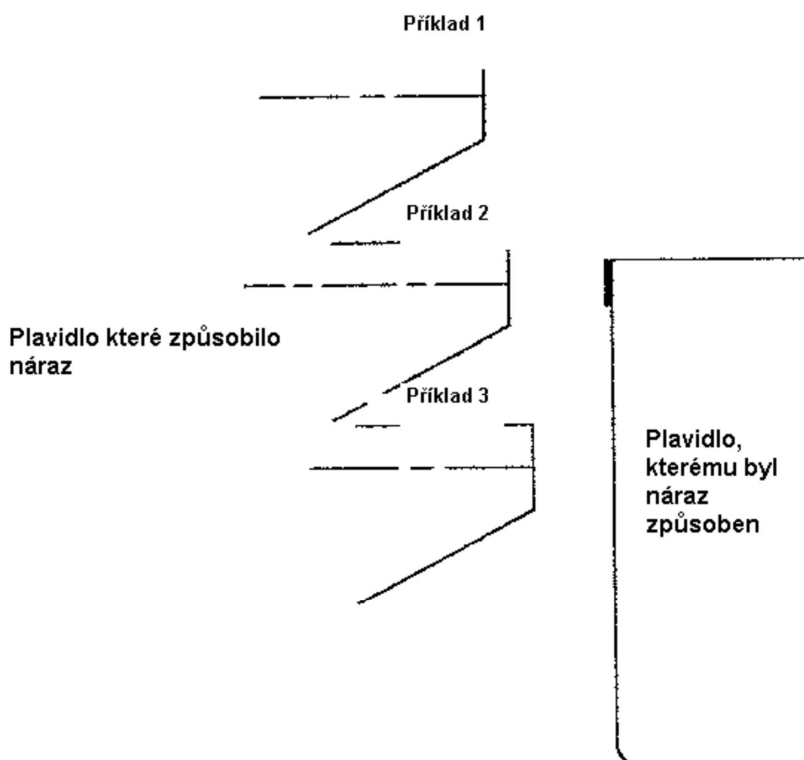 Příklad 1
Příklad 2
Plavidlo které způsobilo
náraz
Příklad 3
Plavidlo,
kterému byl
náraz
způsoben